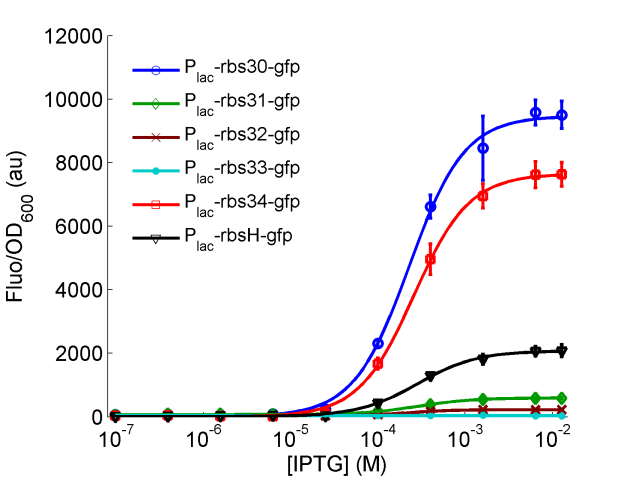 12000
10000
8000
6000
4000
2000
0
Fluo/OD600 (au)
Plac-rbs30-gfp
Plac-rbs31-gfp
Plac-rbs32-gfp
Plac-rbs33-gfp
Plac-rbs34-gfp
Plac-rbsH-gfp
10-7 10-6 10-5 10-4 10-3 10-2
[IPTG] (M)